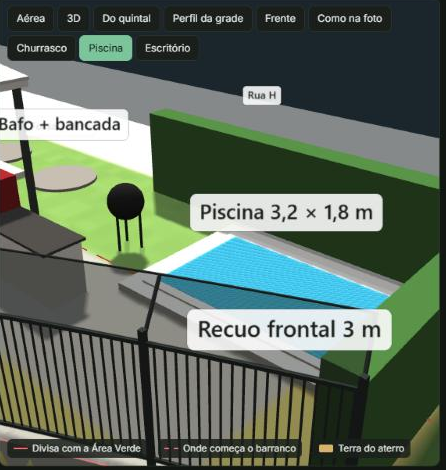 Aérea 3D Do quintal Perfil da grade Frente Como na foto
Churrasco Piscina Escritório
Rua H
Bafo + bancada
Piscina 3,2 × 1,8 m
Recuo frontal 3 m
Divisa com a Área Verde Onde começa o barranco Terra do aterro